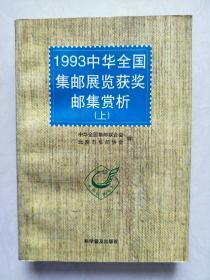 1993中华全国
集邮展览获奖
邮集赏析
(上)
中华全国集邮联合会
北京市集邮协会
编
科学普及出版社